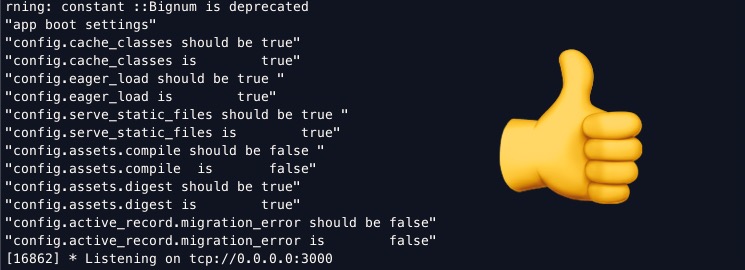 rning: constant ::Bignum is deprecated
"app boot settings"
"config.cache_classes should be true"
"config.cache_classes is        true"
"config.eager_load should be true "
"config.eager_load is        true"
"config.serve_static_files should be true "
"config.serve_static_files is        true"
"config.assets.compile should be false "
"config.assets.compile  is       false"
"config.assets.digest should be true"
"config.assets.digest is        true"
"config.active_record.migration_error should be false"
"config.active_record.migration_error is        false"
[16862] * Listening on tcp://0.0.0.0:3000